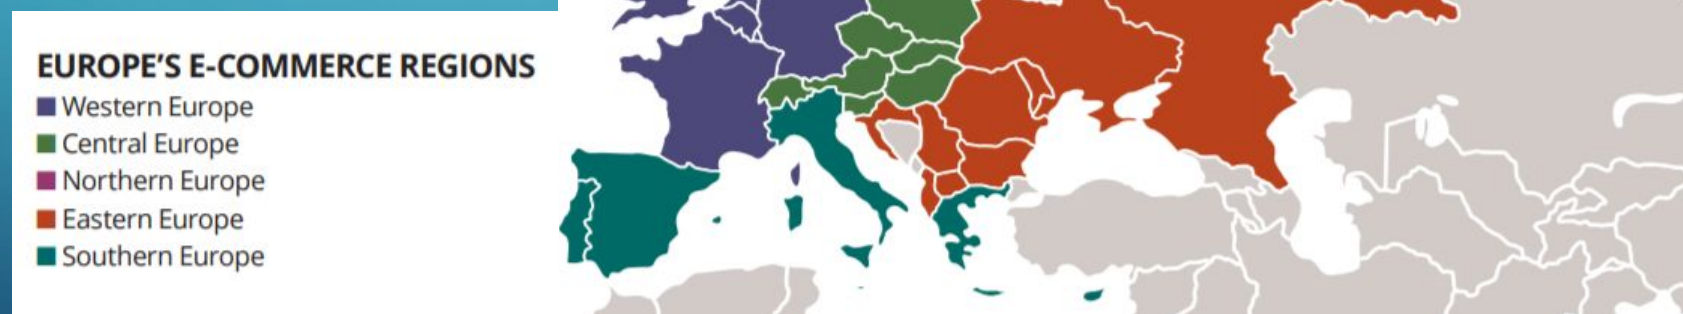 EUROPE'S E-COMMERCE REGIONS
Western Europe
Central Europe
Northern Europe
Eastern Europe
Southern Europe